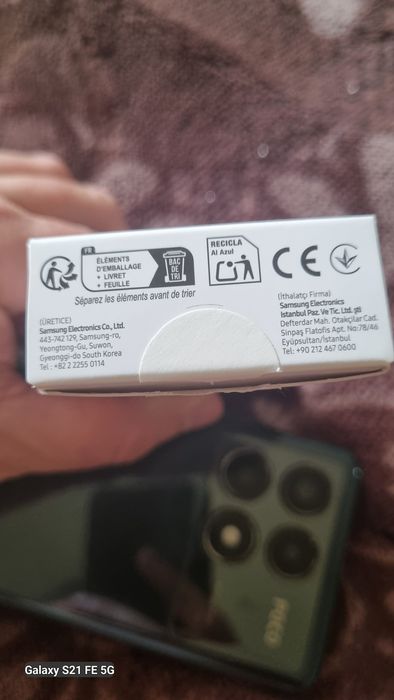 FR
ÉLÉMENTS
D'EMBALLAGE
+ LIVRET
+ FEUILLE
BAC
DE
TRI
Séparez les éléments avant de trier
RECICLA
Al Azul
CE
(ÜRETİCE)
Samsung Electronics Co., Ltd.
443-742 129, Samsung-ro,
Yeongtong-Gu, Suwon,
Gyeonggi-do South Korea
Tel : +82 2 2255 0114
(İthalatçı Firma)
Samsung Electronics
Istanbul Paz. Ve Tic. Ltd. şti
Defterdar Mah. Otakçılar Cad.
Sinpaş Flatofis Apt. No:78/46
Eyüpsultan/İstanbul
Tel: +90 212 467 0600
POCO
Galaxy S21 FE 5G